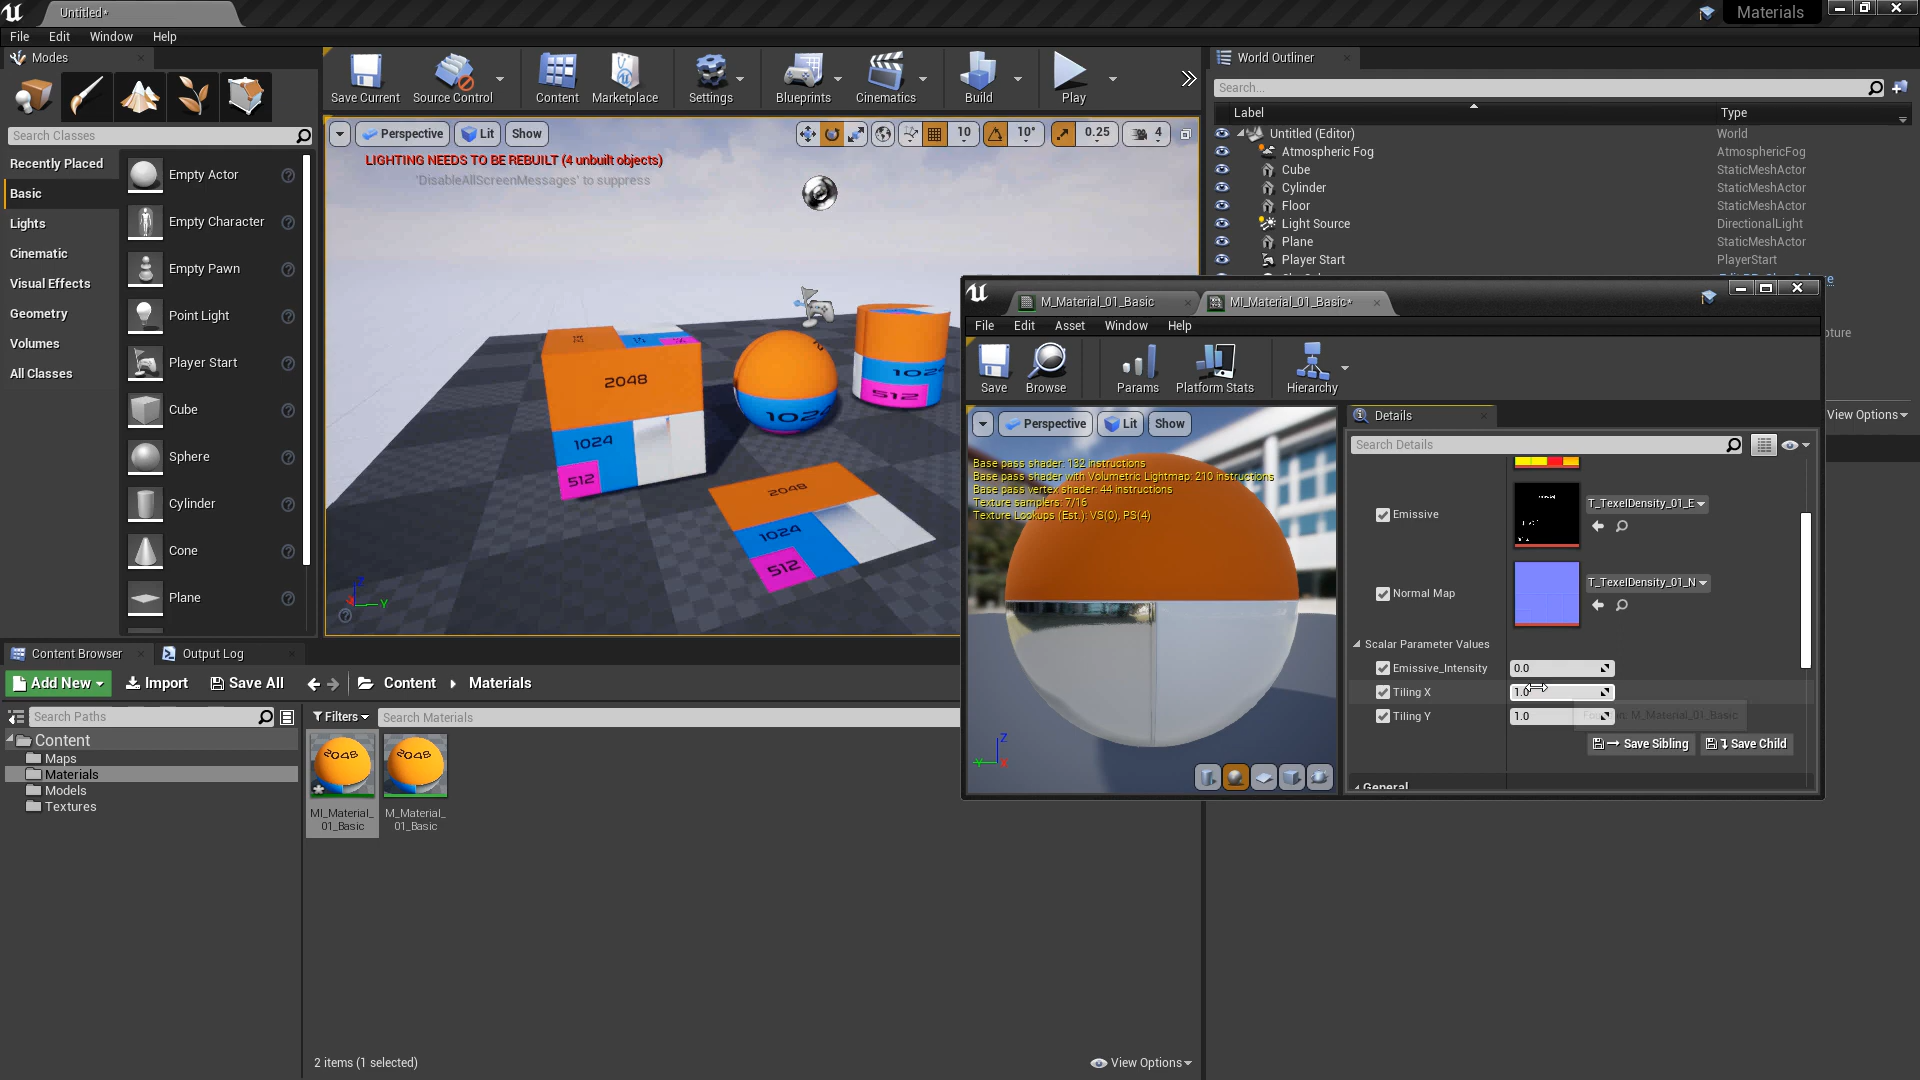 Untitled*
Materials
File Edit Window Help
Modes
Search Classes
Recently Placed
Basic
Lights
Cinematic
Visual Effects
Geometry
Volumes
All Classes
Empty Actor
Empty Character
Empty Pawn
Point Light
Player Start
Cube
Sphere
Cylinder
Cone
Plane
Save Current
Source Control
Content
Marketplace
Settings
Blueprints
Cinematics
Build
Play
Perspective Lit Show
10 10° 0.25 4
LIGHTING NEEDS TO BE REBUILT (4 unbuilt objects)
'DisableAllScreenMessages' to suppress
2048
1024
512
1024
512
2048
1024
512
World Outliner
Search...
Label Type
Untitled (Editor) World
Atmospheric Fog AtmosphericFog
Cube StaticMeshActor
Cylinder StaticMeshActor
Floor StaticMeshActor
Light Source DirectionalLight
Plane StaticMeshActor
Player Start PlayerStart
View Options
M_Material_01_Basic
MI_Material_01_Basic*
File Edit Asset Window Help
Save
Browse
Params
Platform Stats
Hierarchy
Perspective Lit Show
Base pass shader: 132 instructions
Base pass shader with Volumetric Lightmap: 210 instructions
Base pass vertex shader: 44 instructions
Texture samplers: 7/16
Texture Lookups (Est.): VS(0), PS(4)
Details
Search Details
Emissive
T_TexelDensity_01_E
Normal Map
T_TexelDensity_01_N
Scalar Parameter Values
Emissive_Intensity 0.0
Tiling X 1.0
Tiling Y 1.0
M_Material_01_Basic
Save Sibling
Save Child
General
Content Browser
Output Log
Add New
Import
Save All
Content
Materials
Search Paths
Filters
Search Materials
Content
Maps
Materials
Models
Textures
MI_Material_
01_Basic
M_Material_
01_Basic
2 items (1 selected)
View Options